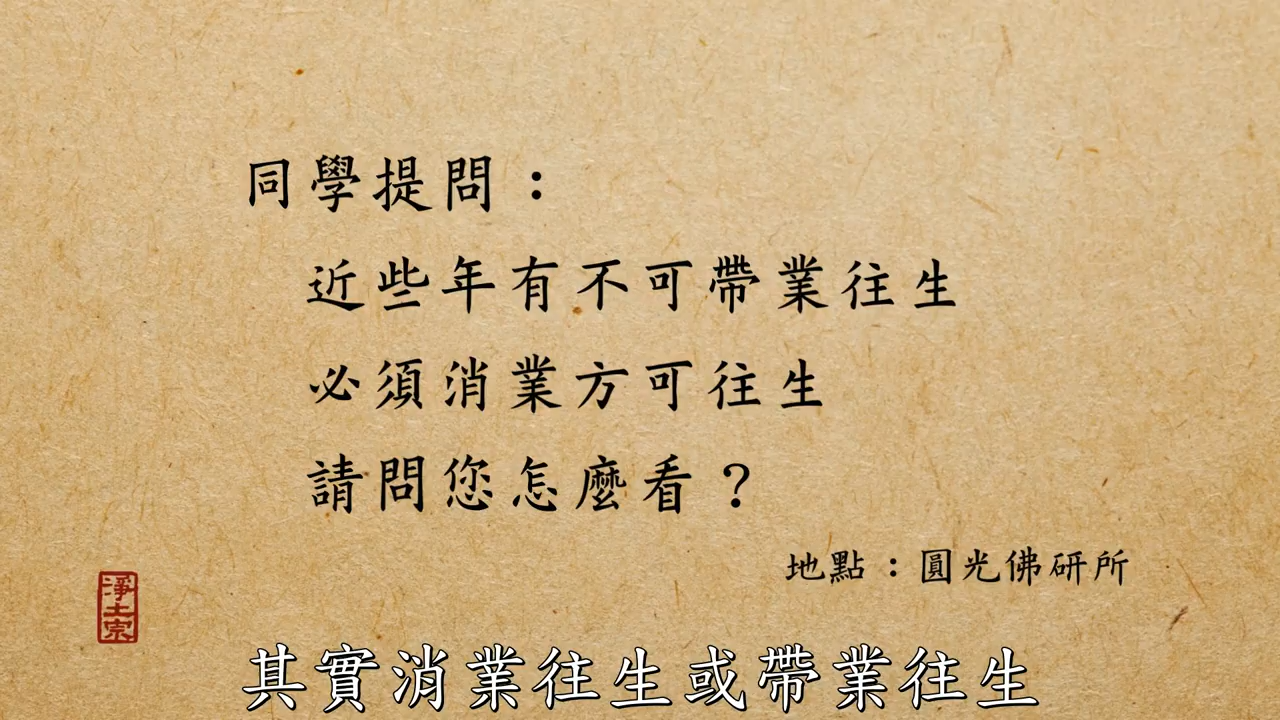 同學提問：
近些年有不可帶業往生
必須消業方可往生
請問您怎麼看？
地點：圓光佛研所
淨土宗
其實消業往生或帶業往生